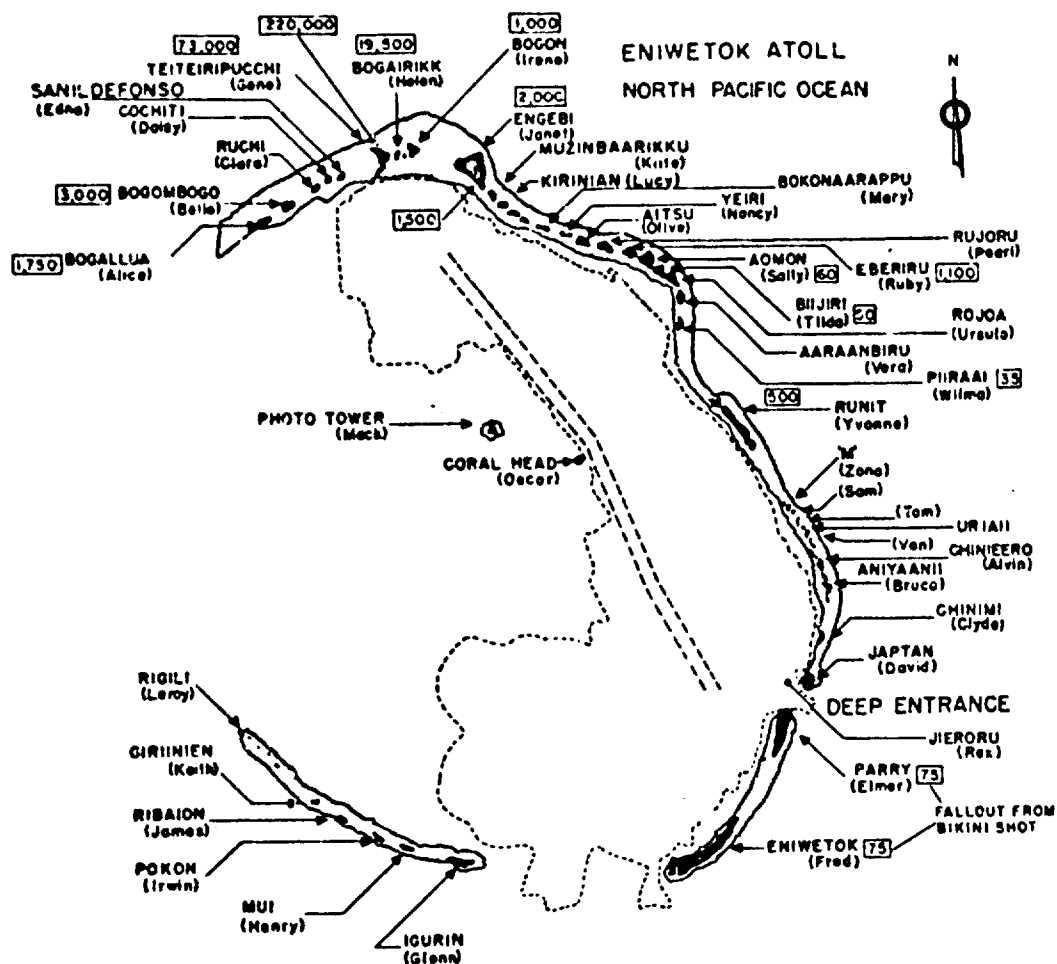 ENIWETOK ATOLL
NORTH PACIFIC OCEAN
N
220,000
73,000
TEITEIRIPUCCHI
(Gene)
19,500
BOGAIRIKK
(Helen)
1,000
BOGON
(Irene)
SANILDEFONSO
(Edna)
COCHITI
(Daisy)
RUCHI
(Clara)
3,000 BOGOMBOGO
(Belle)
1,750 BOGALLUA
(Alice)
2,000
ENGEBI
(Janet)
MUZINBAARIKKU
(Kate)
KIRINIAN (Lucy)
1,500
BOKONAARAPPU
(Mary)
YEIRI
(Nancy)
AITSU
(Olive)
RUJORU
(Pearl)
EBERIRU
(Ruby) 1,100
AOMON
(Sally) 60
BIIJIRI
(Tilda)
ROJOA
(Ursula)
AARAANBIRU
(Vera)
PIIRAAI
(Wilma) 35
500
RUNIT
(Yvonne)
PHOTO TOWER
(Mack)
CORAL HEAD
(Oscar)
"M"
(Zona)
(Sam)
(Tom)
URIAII
(Van)
CHINIEERO
(Alvin)
ANIYAANII
(Bruce)
CHINIMI
(Clyde)
JAPTAN
(David)
DEEP ENTRANCE
JIERORU
(Rex)
PARRY
(Elmer) 75
FALLOUT FROM
BIKINI SHOT
ENIWETOK
(Fred) 75
RIGILI
(Leroy)
GIRIINIEN
(Keith)
RIBAION
(James)
POKON
(Irwin)
MUI
(Henry)
IGURIN
(Glenn)